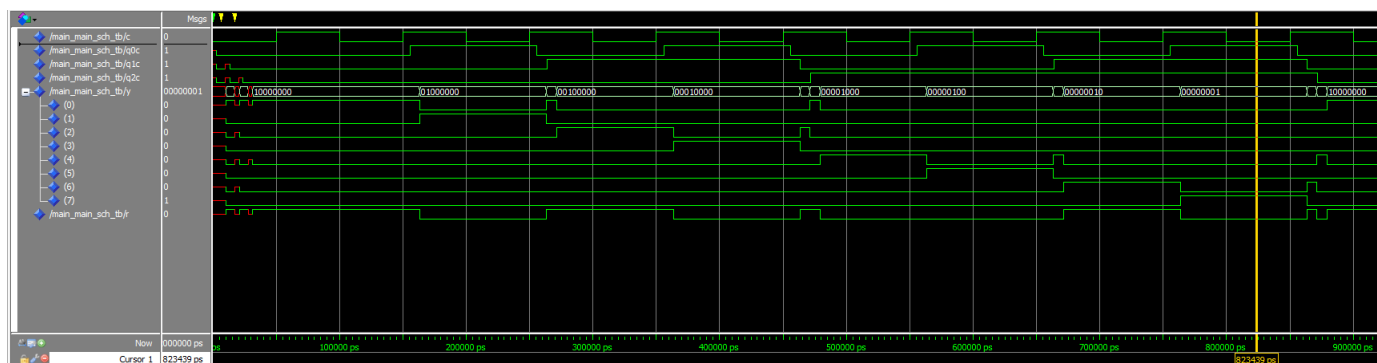 Msgs
/main_main_sch_tb/c 0
/main_main_sch_tb/q0c 1
/main_main_sch_tb/q1c 1
/main_main_sch_tb/q2c 1
/main_main_sch_tb/y 00000001 10000000 01000000 00100000 00010000 00001000 00000100 00000010 00000001 10000000
(0) 0
(1) 0
(2) 0
(3) 0
(4) 0
(5) 0
(6) 0
(7) 1
/main_main_sch_tb/r 0
Now 000000 ps ps 100000 ps 200000 ps 300000 ps 400000 ps 500000 ps 600000 ps 700000 ps 800000 ps 900000 ps
Cursor 1 823439 ps 823439 ps